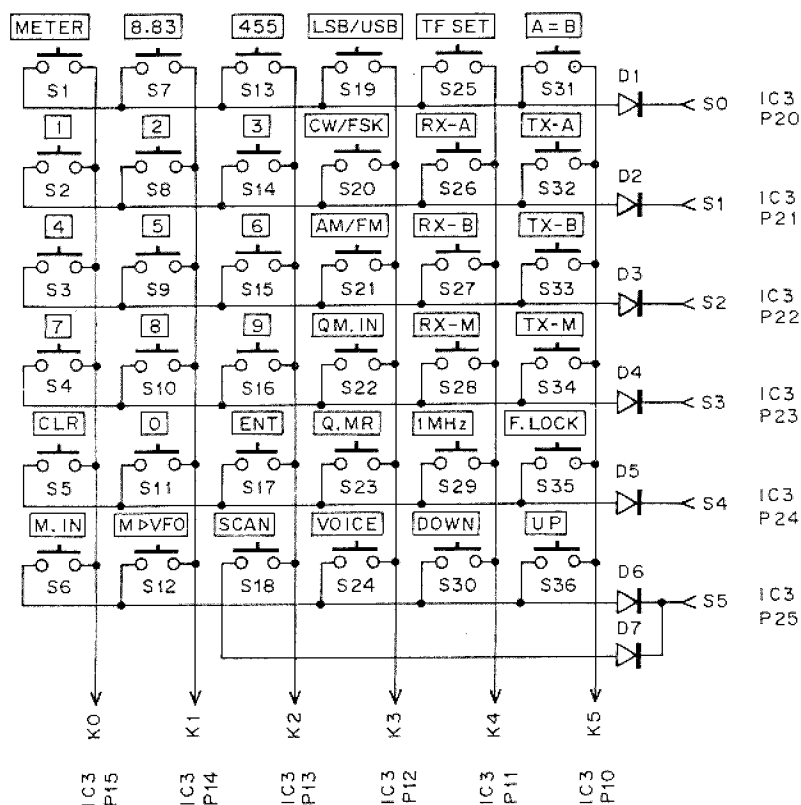 METER 8.83 455 LSB/USB TF SET A=B
D1
S1 S7 S13 S19 S25 S31 S0 IC3
P20
1 2 3 CW/FSK RX-A TX-A
D2
S2 S8 S14 S20 S26 S32 S1 IC3
P21
4 5 6 AM/FM RX-B TX-B
D3
S3 S9 S15 S21 S27 S33 S2 IC3
P22
7 8 9 QM.IN RX-M TX-M
D4
S4 S10 S16 S22 S28 S34 S3 IC3
P23
CLR 0 ENT Q.MR 1MHz F.LOCK
D5
S5 S11 S17 S23 S29 S35 S4 IC3
P24
M.IN M▷VFO SCAN VOICE DOWN UP
D6
S6 S12 S18 S24 S30 S36 S5 IC3
P25
D7
K0 K1 K2 K3 K4 K5
IC3 IC3 IC3 IC3 IC3 IC3
P15 P14 P13 P12 P11 P10